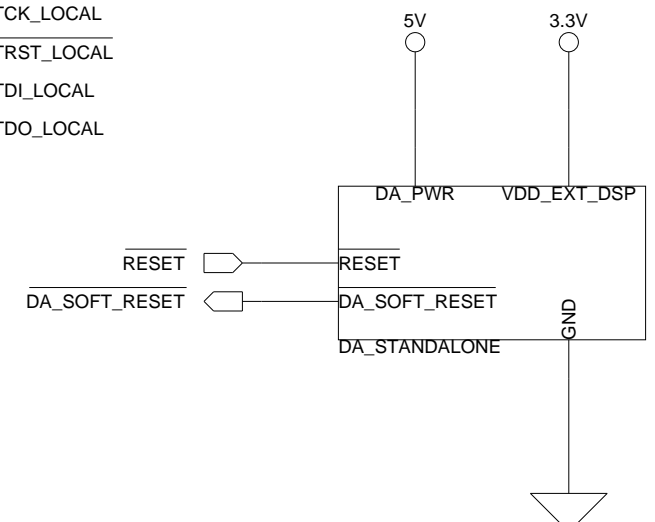 TCK_LOCAL
TRST_LOCAL
TDI_LOCAL
TDO_LOCAL
5V
3.3V
DA_PWR
VDD_EXT_DSP
RESET
RESET
DA_SOFT_RESET
DA_SOFT_RESET
GND
DA_STANDALONE